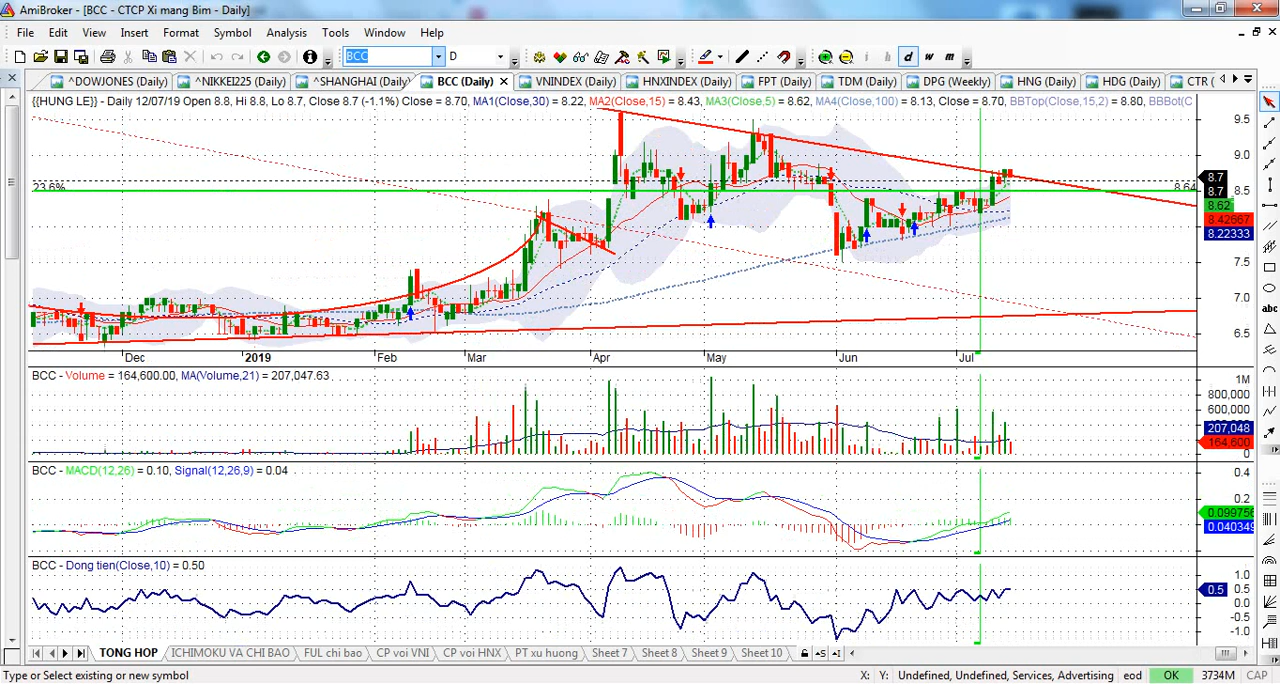 AmiBroker - [BCC - CTCP Xi mang Bim - Daily]
File Edit View Insert Format Symbol Analysis Tools Window Help
BCC D d w m
^DOWJONES (Daily) ^NIKKEI225 (Daily) ^SHANGHAI (Daily) BCC (Daily) VNINDEX (Daily) HNXINDEX (Daily) FPT (Daily) TDM (Daily) DPG (Weekly) HNG (Daily) HDG (Daily) CTR (
{{HUNG LE}} - Daily 12/07/19 Open 8.8, Hi 8.8, Lo 8.7, Close 8.7 (-1.1%) Close = 8.70, MA1(Close,30) = 8.22, MA2(Close,15) = 8.43, MA3(Close,5) = 8.62, MA4(Close,100) = 8.13, Close = 8.70, BBTop(Close,15,2) = 8.80, BBBot(C
9.5
9.0
8.7
23.6% 8.64
8.7
8.5
8.62
8.42667
8.22333
7.5
7.0
6.5
abc
Dec 2019 Feb Mar Apr May Jun Jul
BCC - Volume = 164,600.00, MA(Volume,21) = 207,047.63
1M
800,000
600,000
207,048
164,600
BCC - MACD(12,26) = 0.10, Signal(12,26,9) = 0.04
0.4
0.2
0.099756
0.040349
BCC - Dong tien(Close,10) = 0.50
1.0
0.5
0.0
-0.5
-1.0
TONG HOP ICHIMOKU VA CHI BAO FUL chi bao CP voi VNI CP voi HNX PT xu huong Sheet 7 Sheet 8 Sheet 9 Sheet 10
Type or Select existing or new symbol X: Y: Undefined, Undefined, Services, Advertising eod OK 3734M CAP